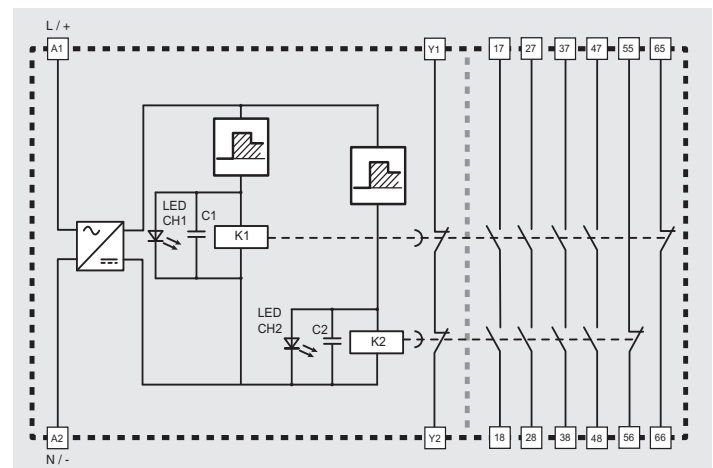 L / +
A1 Y1 17 27 37 47 55 65
LED
CH1
C1
K1
LED
CH2
C2
K2
A2 Y2 18 28 38 48 56 66
N / -